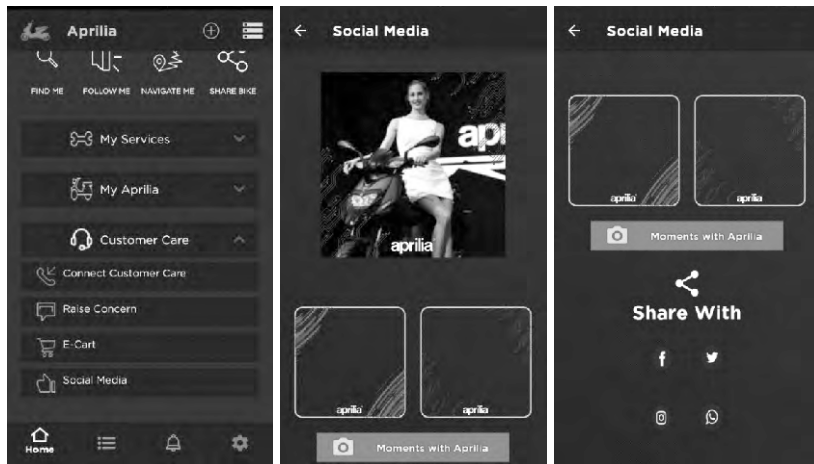 Aprilia
FIND ME FOLLOW ME NAVIGATE ME SHARE BIKE
My Services
My Aprilia
Customer Care
Connect Customer Care
Raise Concern
E-Cart
Social Media
Home
Social Media
apr
aprilia
aprilia aprilia
Moments with Aprilia
Social Media
aprilia aprilia
Moments with Aprilia
Share With